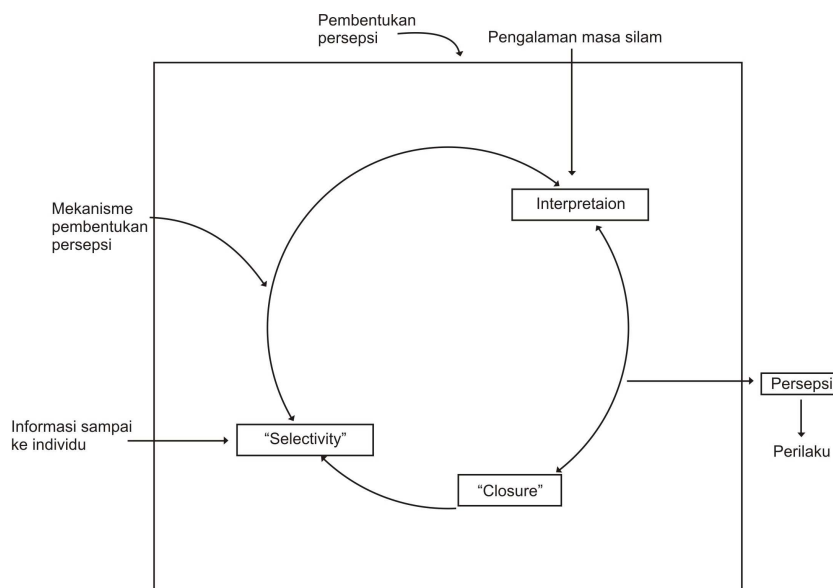 Pembentukan
persepsi
Pengalaman masa silam
Interpretaion
Mekanisme
pembentukan
persepsi
Persepsi
Informasi sampai
ke individu
"Selectivity"
Perilaku
"Closure"